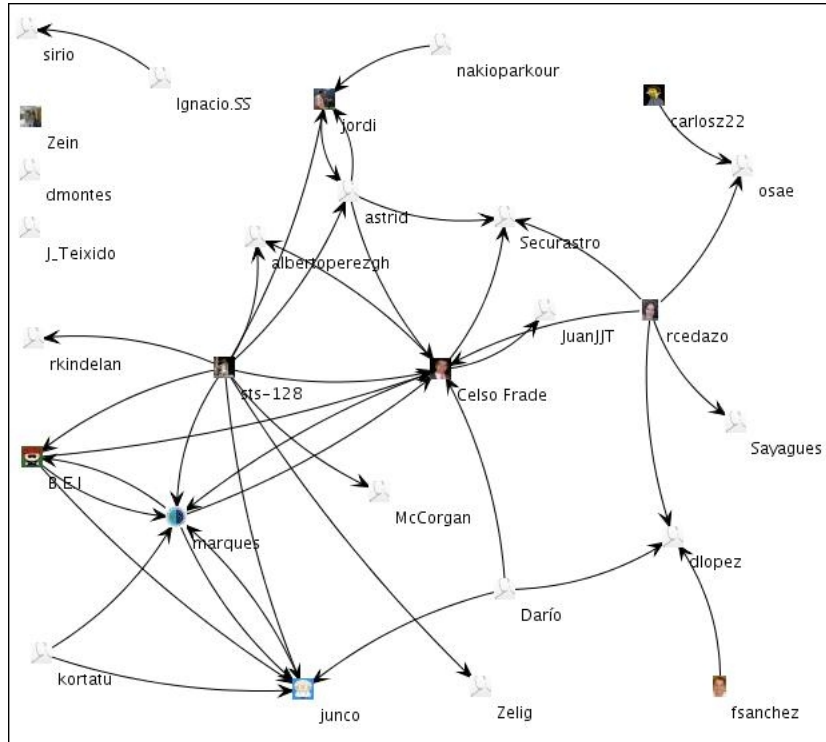 sirio
Ignacio.SS
nakioparkour
Zein
jordi
carlosz22
dmontes
osae
astrid
J_Teixido
Securastro
albertoperezgh
rkindelan
JuanJJT
rcedazo
sts-128
Celso Frade
Sayagues
B.E.I
McCorgan
marques
dlopez
Darío
kortatu
junco
Zelig
fsanchez